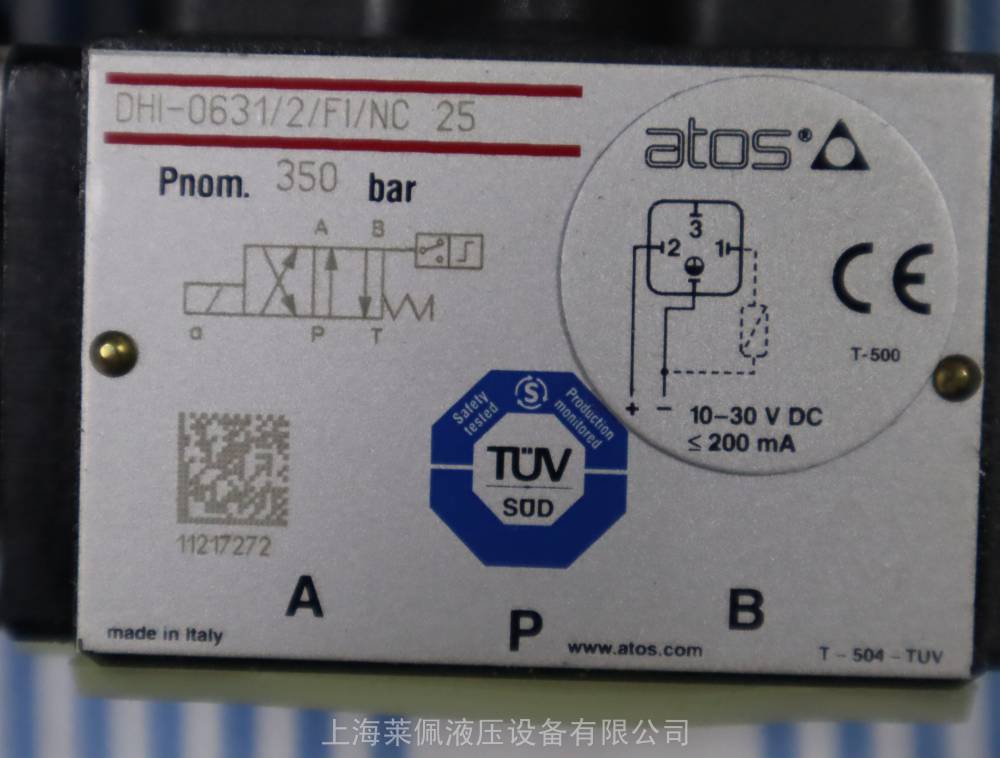 DHI-0631/2/FI/NC 25
Pnom. 350 bar
A B
a P T
atos®
3
2 1
T-500
+ -
10-30 V DC
≤ 200 mA
Safety tested
S
Production monitored
TÜV
SÜD
11217272
A
P
B
made in Italy
www.atos.com
T - 504 - TUV
CE
上海莱佩液压设备有限公司